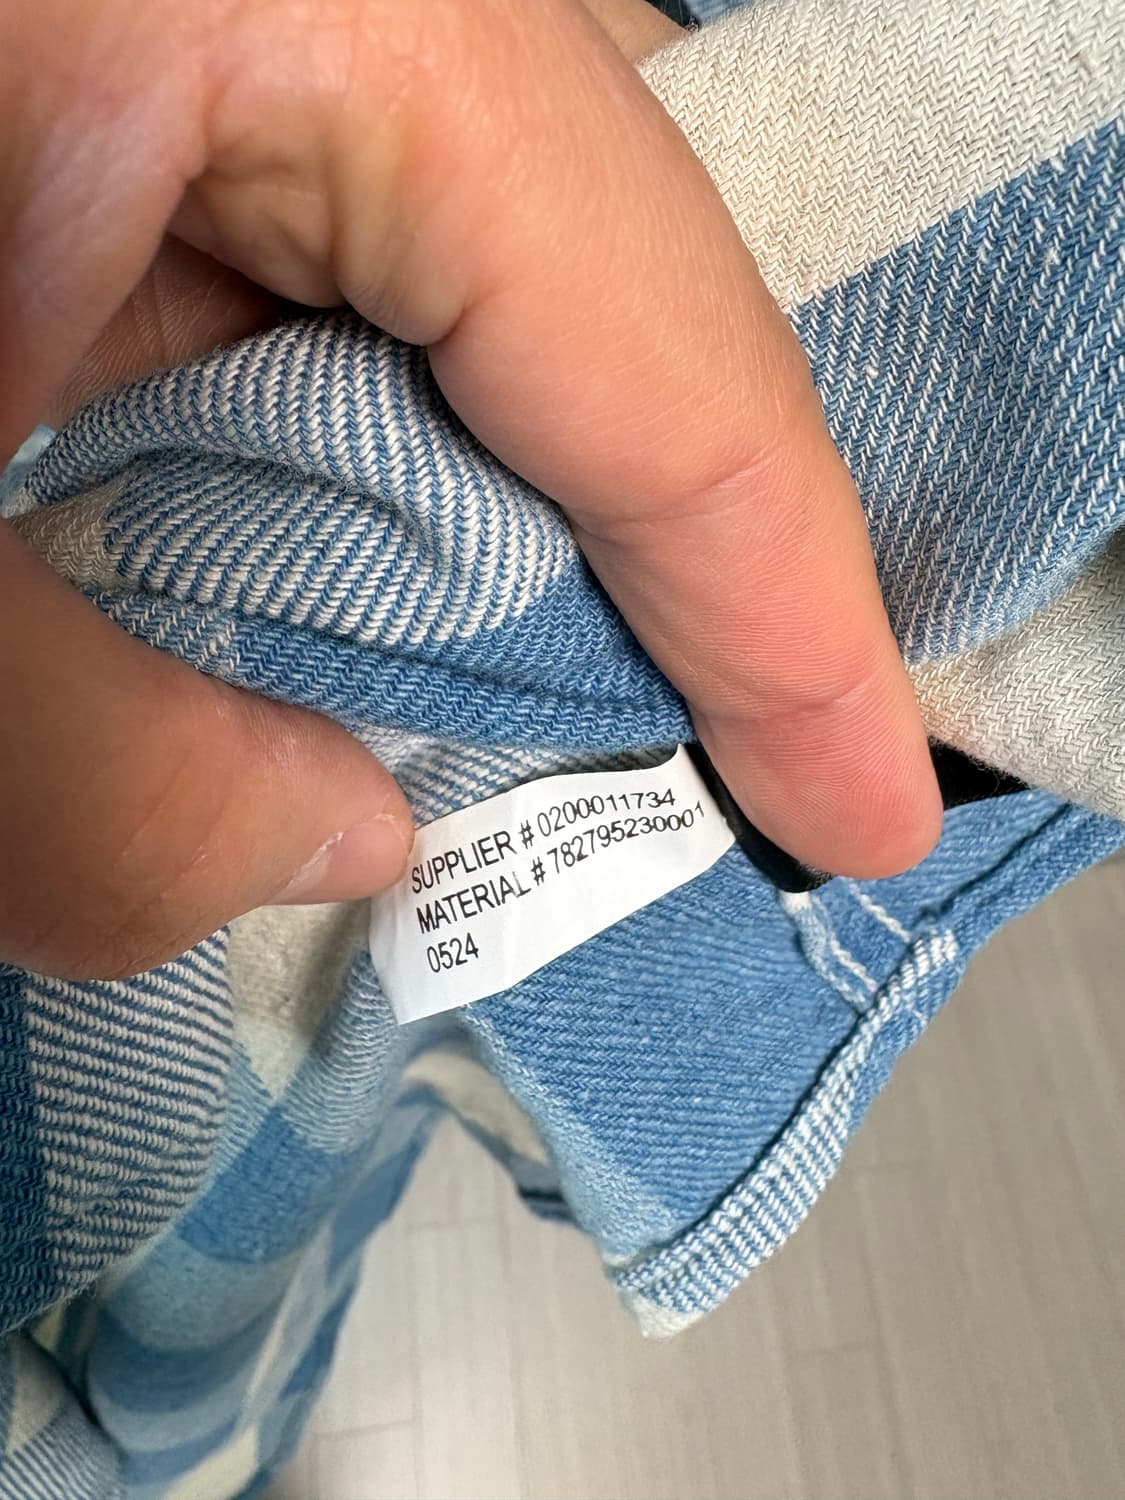 SUPPLIER # 0200011734
MATERIAL # 782795230001
0524